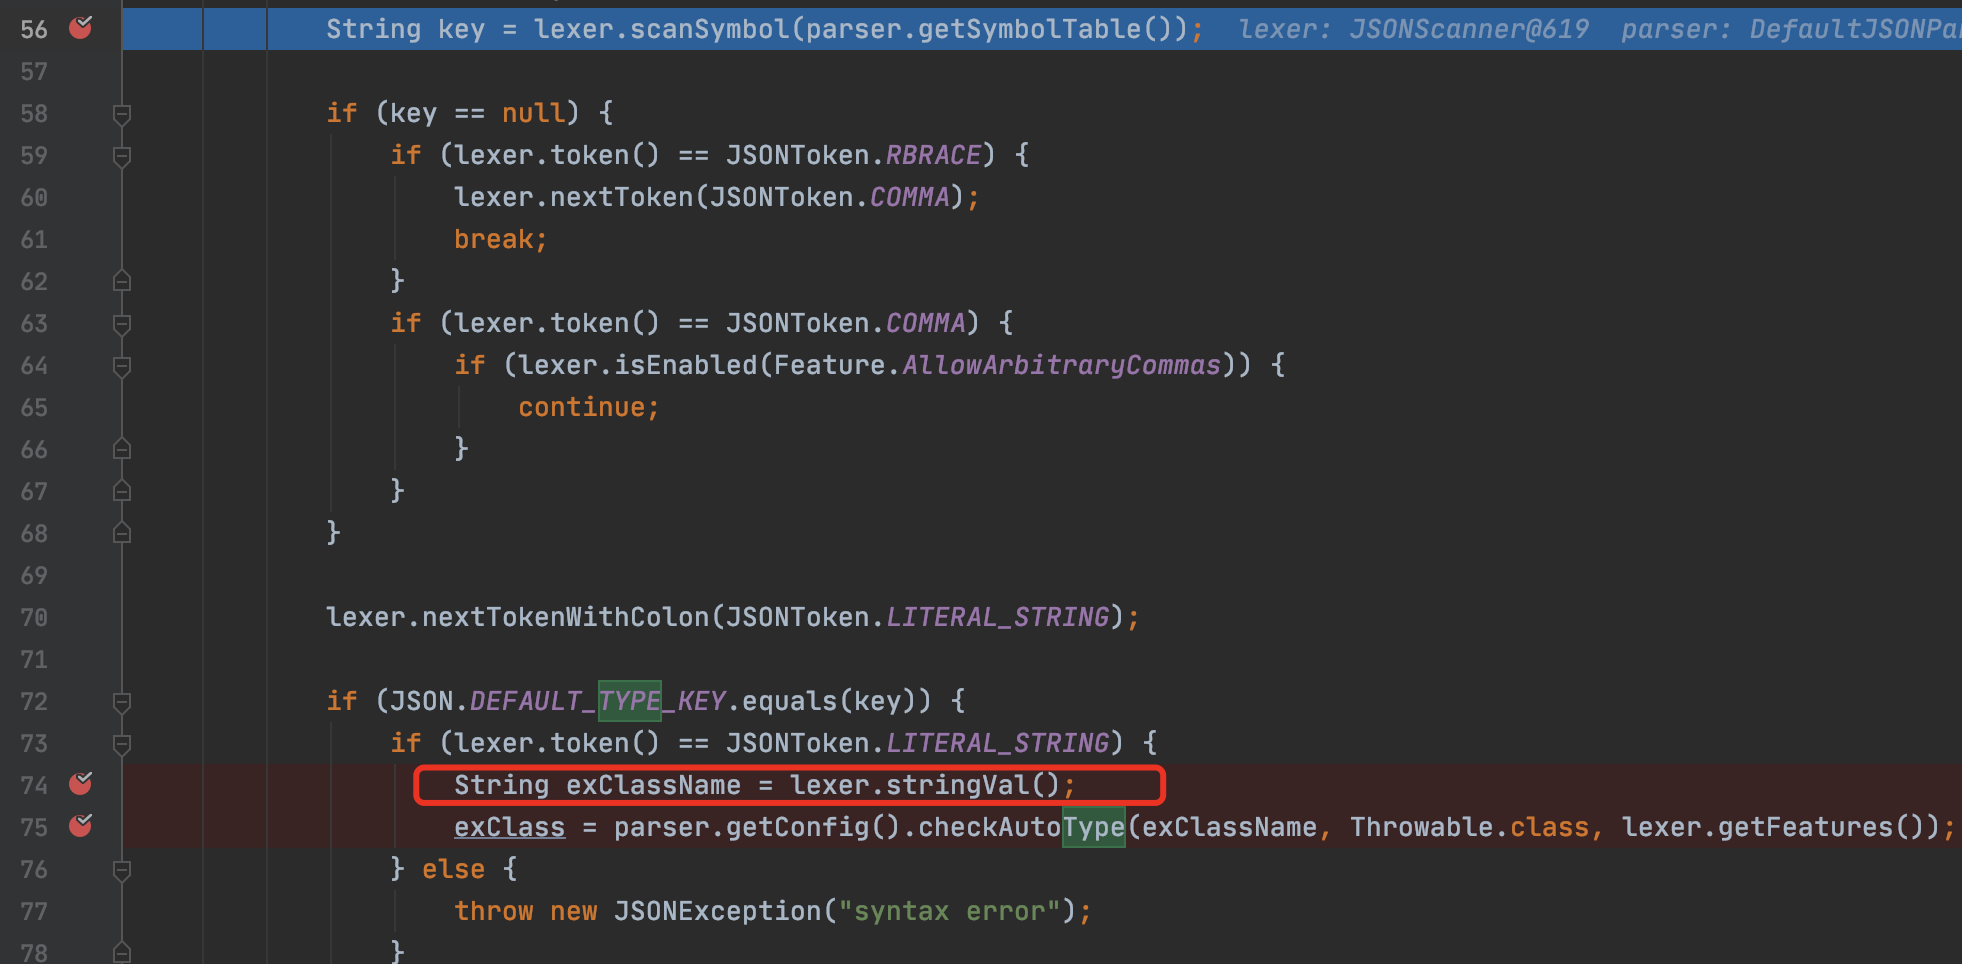 56 String key = lexer.scanSymbol(parser.getSymbolTable()); lexer: JSONScanner@619 parser: DefaultJSONPa
57
58 if (key == null) {
59 if (lexer.token() == JSONToken.RBRACE) {
60 lexer.nextToken(JSONToken.COMMA);
61 break;
62 }
63 if (lexer.token() == JSONToken.COMMA) {
64 if (lexer.isEnabled(Feature.AllowArbitraryCommas)) {
65 continue;
66 }
67 }
68 }
69
70 lexer.nextTokenWithColon(JSONToken.LITERAL_STRING);
71
72 if (JSON.DEFAULT_TYPE_KEY.equals(key)) {
73 if (lexer.token() == JSONToken.LITERAL_STRING) {
74 String exClassName = lexer.stringVal();
75 exClass = parser.getConfig().checkAutoType(exClassName, Throwable.class, lexer.getFeatures());
76 } else {
77 throw new JSONException("syntax error");
78 }